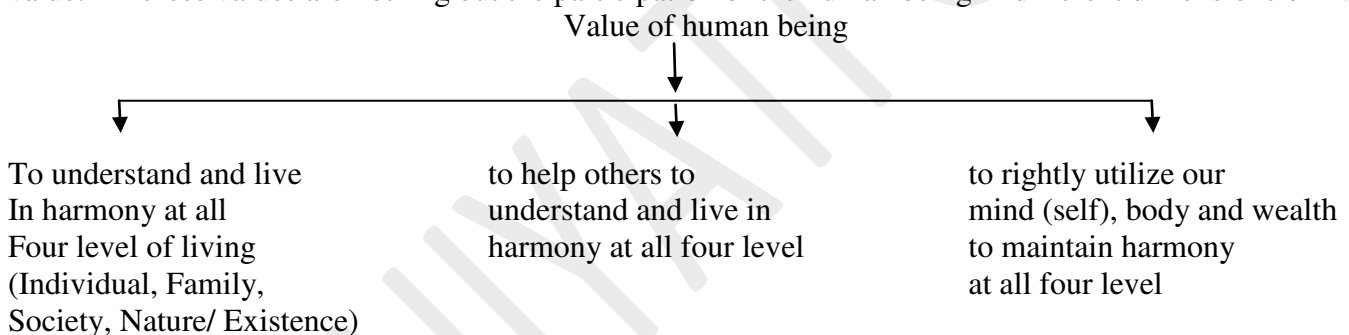 Value of human being
To understand and live
In harmony at all
Four level of living
(Individual, Family,
Society, Nature/ Existence)
to help others to
understand and live in
harmony at all four level
to rightly utilize our
mind (self), body and wealth
to maintain harmony
at all four level